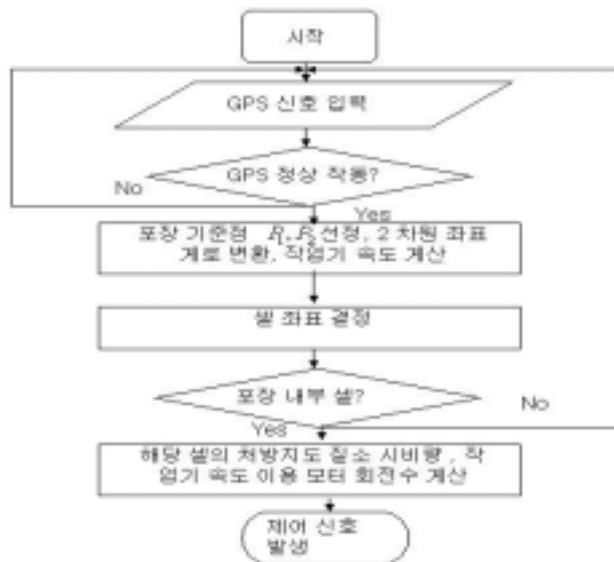 시작
GPS 신호 입력
GPS 정상 작동?
No
Yes
포장 기준점 P₁, P₂ 선정, 2 차원 좌표
계로 변환, 작업기 속도 계산
셀 좌표 결정
포장 내부 셀?
No
Yes
해당 셀의 처방지도 질소 시비량 , 작
업기 속도 이용 모터 회전수 계산
제어 신호
발생